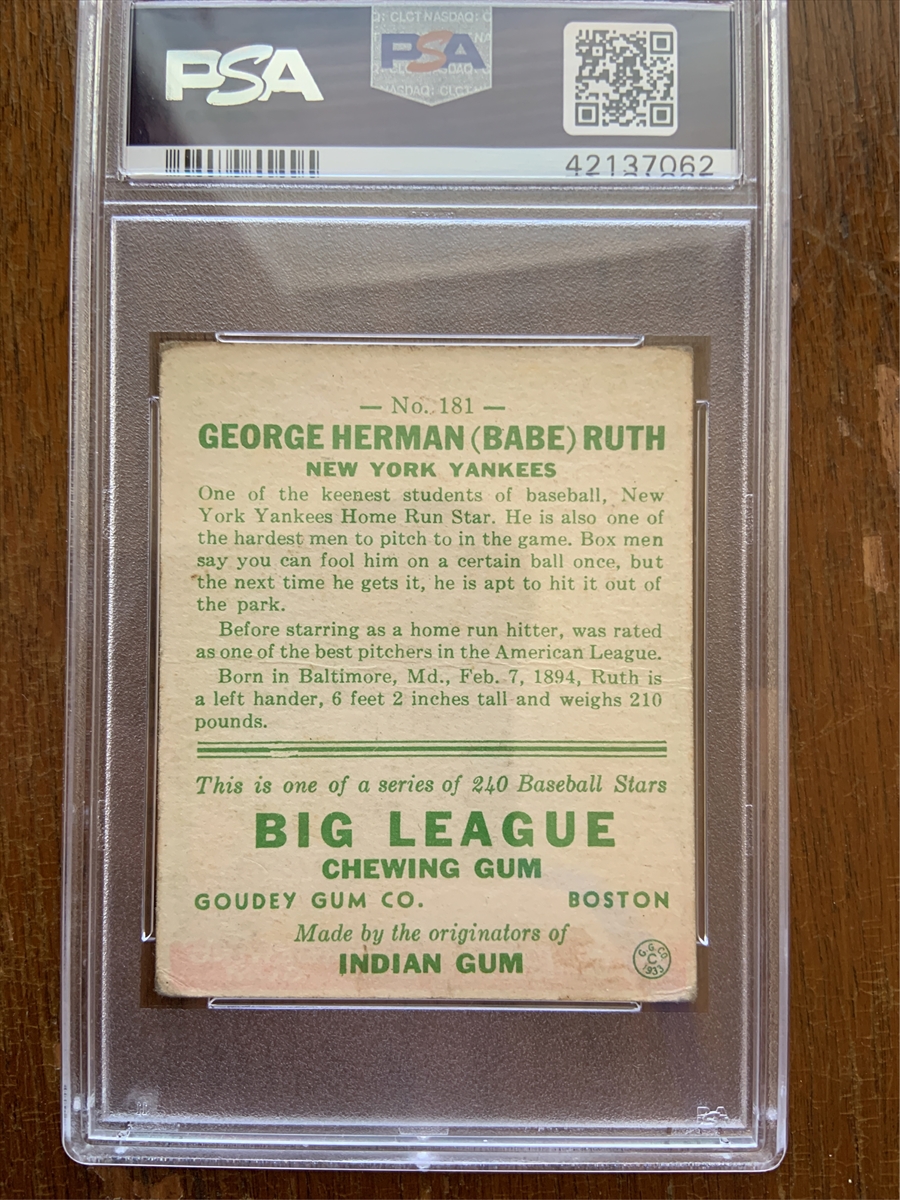 PSA
Q: CLCT NASDAQ: C
PSA
NASDAQ: CLCT N
42137062
— No. 181 —
GEORGE HERMAN (BABE) RUTH
NEW YORK YANKEES
One of the keenest students of baseball, New
York Yankees Home Run Star. He is also one of
the hardest men to pitch to in the game. Box men
say you can fool him on a certain ball once, but
the next time he gets it, he is apt to hit it out of
the park.
Before starring as a home run hitter, was rated
as one of the best pitchers in the American League.
Born in Baltimore, Md., Feb. 7, 1894, Ruth is
a left hander, 6 feet 2 inches tall and weighs 210
pounds.
This is one of a series of 240 Baseball Stars
BIG LEAGUE
CHEWING GUM
GOUDEY GUM CO. BOSTON
Made by the originators of
INDIAN GUM
G. G. CO.
C
1933
PSA